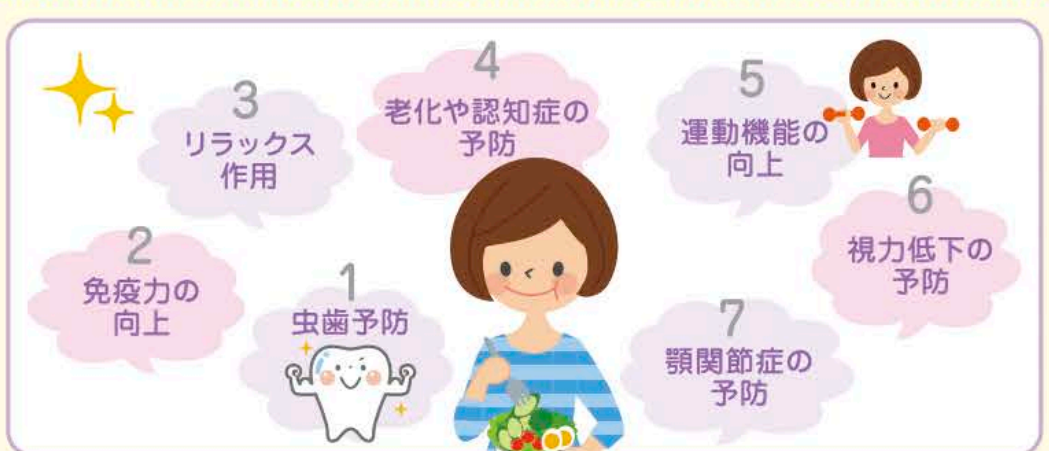 1
虫歯予防
2
免疫力の
向上
3
リラックス
作用
4
老化や認知症の
予防
5
運動機能の
向上
6
視力低下の
予防
7
顎関節症の
予防